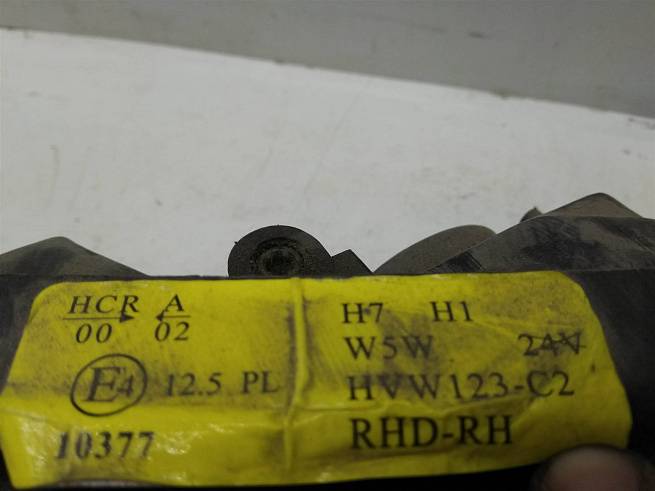 HCR A
00 02
E4 12.5 PL
10377
H7 H1
W5W 24V
HVW123-C2
RHD-RH